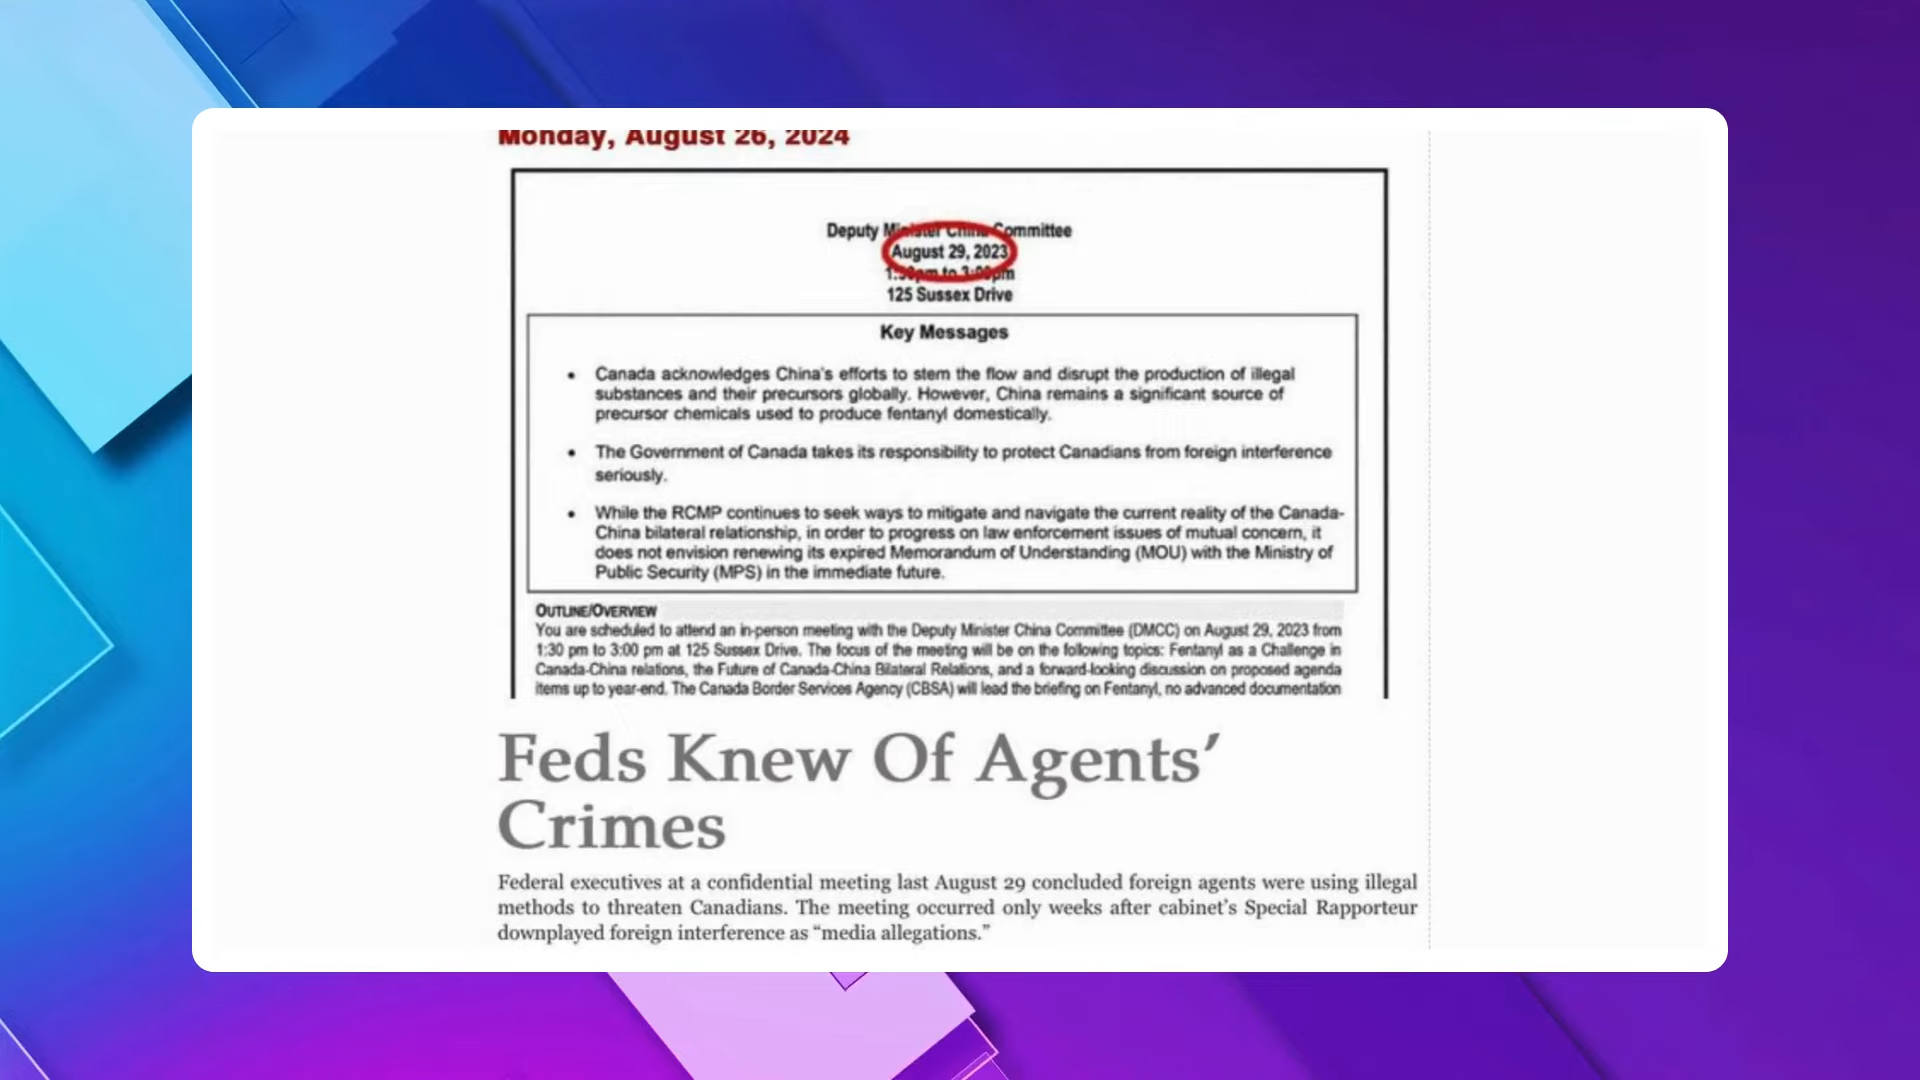 Monday, August 26, 2024
Deputy Minister China Committee
August 29, 2023
1:30pm to 3:00pm
125 Sussex Drive
Key Messages
• Canada acknowledges China's efforts to stem the flow and disrupt the production of illegal
substances and their precursors globally. However, China remains a significant source of
precursor chemicals used to produce fentanyl domestically.
• The Government of Canada takes its responsibility to protect Canadians from foreign interference
seriously.
• While the RCMP continues to seek ways to mitigate and navigate the current reality of the Canada-
China bilateral relationship, in order to progress on law enforcement issues of mutual concern, it
does not envision renewing its expired Memorandum of Understanding (MOU) with the Ministry of
Public Security (MPS) in the immediate future.
OUTLINE/OVERVIEW
You are scheduled to attend an in-person meeting with the Deputy Minister China Committee (DMCC) on August 29, 2023 from
1:30 pm to 3:00 pm at 125 Sussex Drive. The focus of the meeting will be on the following topics: Fentanyl as a Challenge in
Canada-China relations, the Future of Canada-China Bilateral Relations, and a forward-looking discussion on proposed agenda
items up to year-end. The Canada Border Services Agency (CBSA) will lead the briefing on Fentanyl, no advanced documentation
Feds Knew Of Agents’
Crimes
Federal executives at a confidential meeting last August 29 concluded foreign agents were using illegal
methods to threaten Canadians. The meeting occurred only weeks after cabinet’s Special Rapporteur
downplayed foreign interference as “media allegations.”